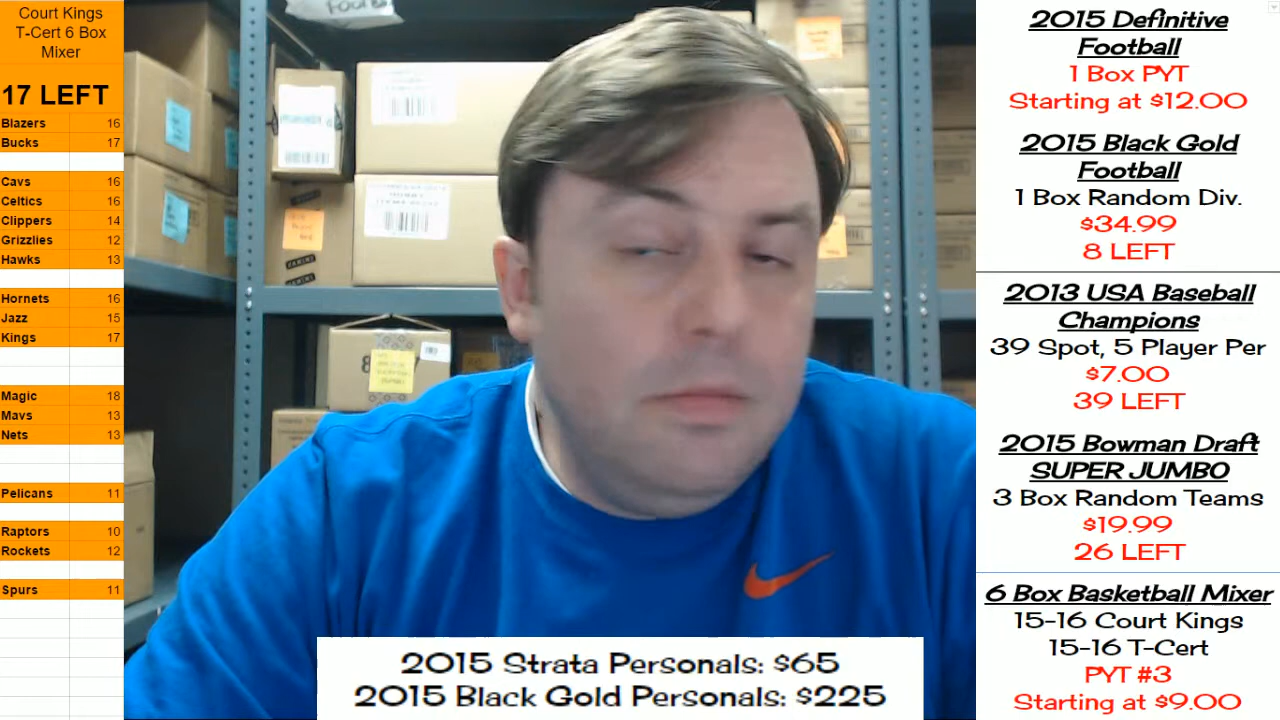 Court Kings
T-Cert 6 Box
Mixer
17 LEFT
Blazers 16
Bucks 17
Cavs 16
Celtics 16
Clippers 14
Grizzlies 12
Hawks 13
Hornets 16
Jazz 15
Kings 17
Magic 18
Mavs 13
Nets 13
Pelicans 11
Raptors 10
Rockets 12
Spurs 11
PANINI
PANINI
2015 Strata Personals: $65
2015 Black Gold Personals: $225
2015 Definitive
Football
1 Box PYT
Starting at $12.00
2015 Black Gold
Football
1 Box Random Div.
$34.99
8 LEFT
2013 USA Baseball
Champions
39 Spot, 5 Player Per
$7.00
39 LEFT
2015 Bowman Draft
SUPER JUMBO
3 Box Random Teams
$19.99
26 LEFT
6 Box Basketball Mixer
15-16 Court Kings
15-16 T-Cert
PYT #3
Starting at $9.00